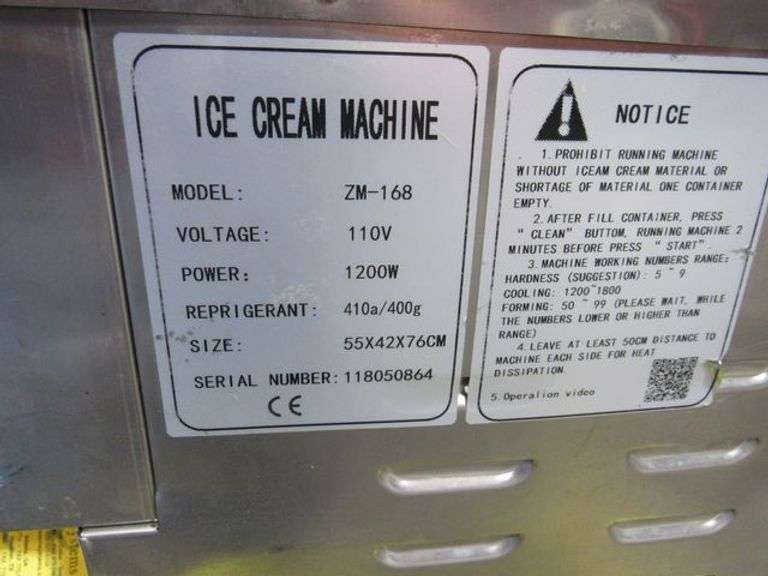 ICE CREAM MACHINE
MODEL: ZM-168
VOLTAGE: 110V
POWER: 1200W
REPRIGERANT: 410a/400g
SIZE: 55X42X76CM
SERIAL NUMBER: 118050864
CE
NOTICE
1. PROHIBIT RUNNING MACHINE
WITHOUT ICEAM CREAM MATERIAL OR
SHORTAGE OF MATERIAL ONE CONTAINER
EMPTY.
2. AFTER FILL CONTAINER, PRESS
" CLEAN" BUTTOM, RUNNING MACHINE 2
MINUTES BEFORE PRESS " START" .
3. MACHINE WORKING NUMBERS RANGE:
HARDNESS (SUGGESTION): 5 ~ 9
COOLING: 1200~1800
FORMING: 50 ~ 99 (PLEASE WAIT, WHILE
THE NUMBERS LOWER OR HIGHER THAN
RANGE)
4. LEAVE AT LEAST 50CM DISTANCE TO
MACHINE EACH SIDE FOR HEAT
DISSIPATION.
5. Operalion video